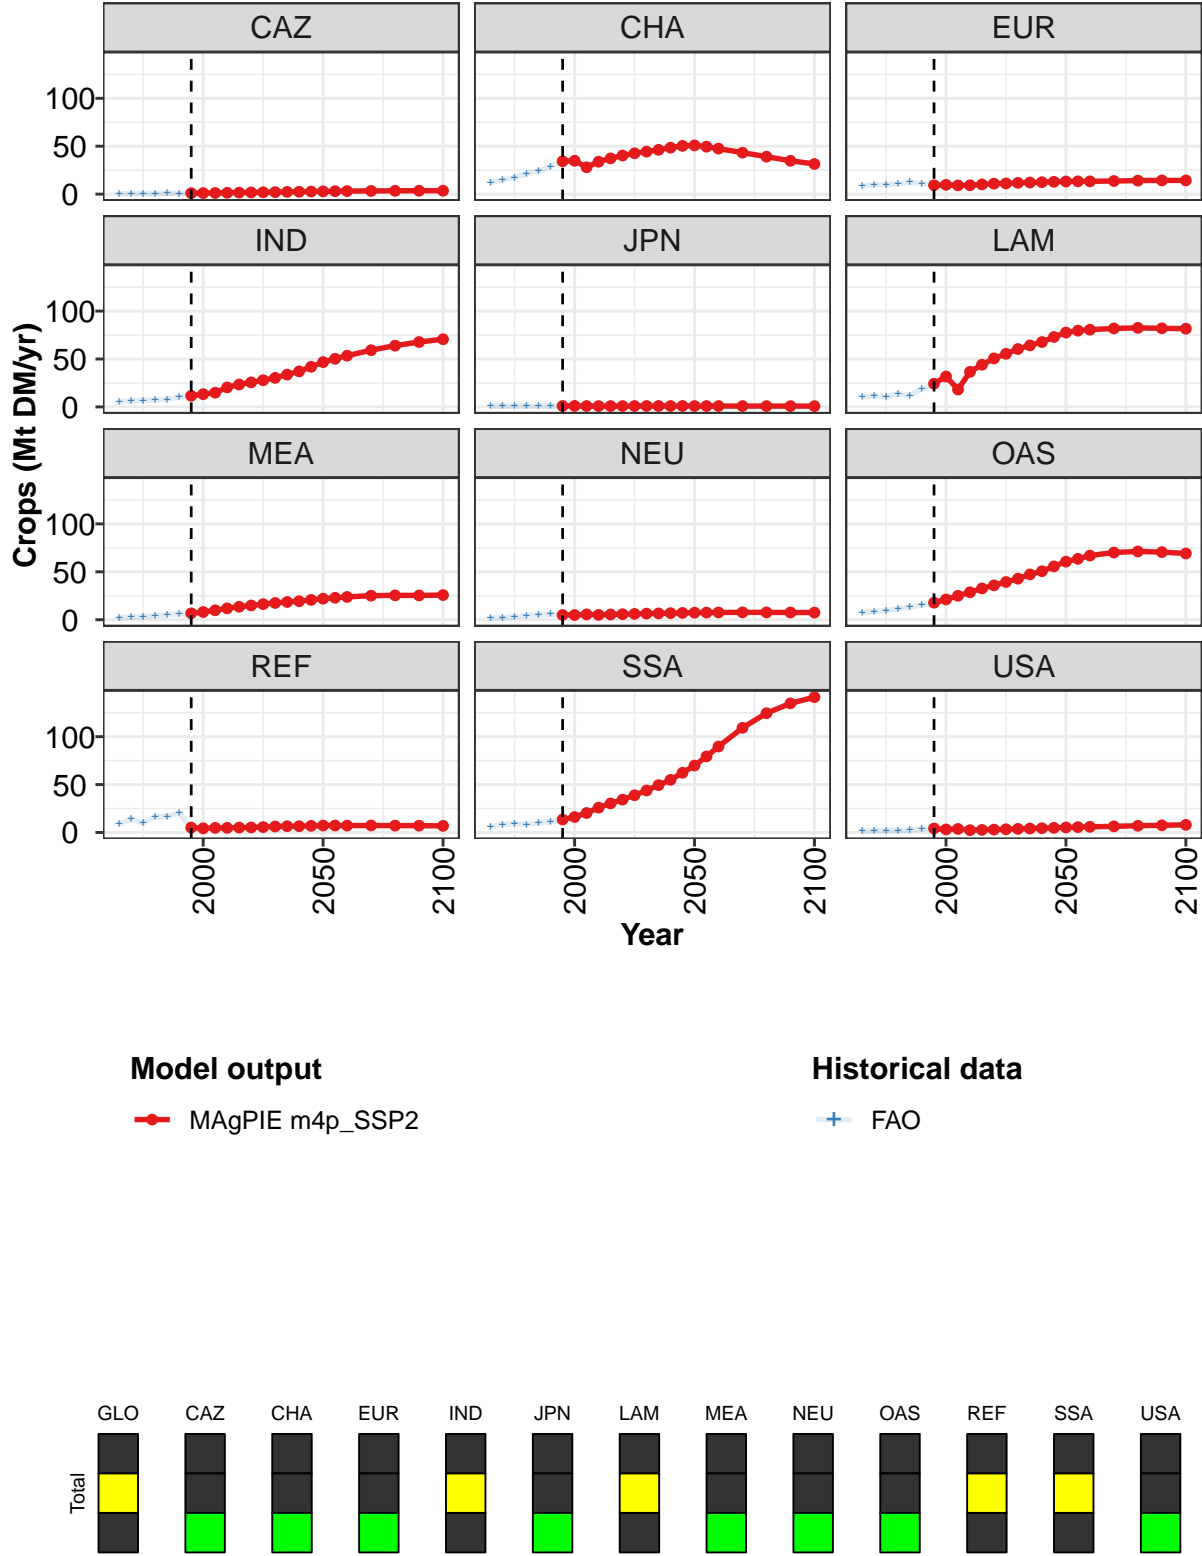 CAZ CHA EUR
100
50
0
IND JPN LAM
100
50
0
MEA NEU OAS
100
50
0
REF SSA USA
100
50
0
Crops (Mt DM/yr)
2000 2050 2100 2000 2050 2100 2000 2050 2100
Year
Model output Historical data
MAgPIE m4p_SSP2 FAO
GLO CAZ CHA EUR IND JPN LAM MEA NEU OAS REF SSA USA
Total